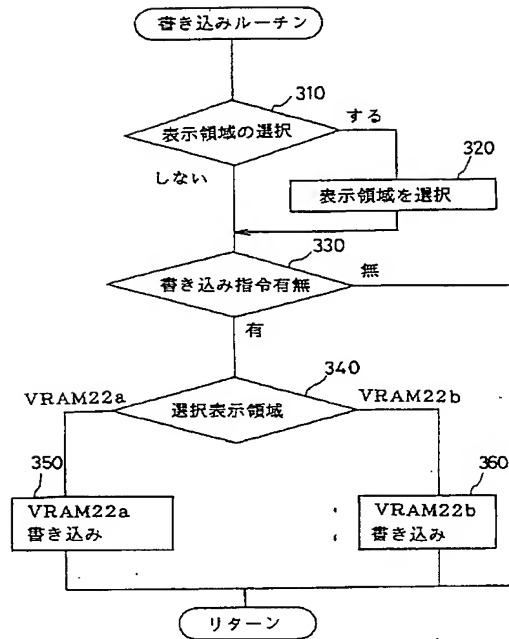 書き込みルーチン
310
表示領域の選択
する
320
しない
表示領域を選択
330
書き込み指令有無
無
有
340
VRAM22a
選択表示領域
VRAM22b
350
VRAM22a
書き込み
360
VRAM22b
書き込み
リターン